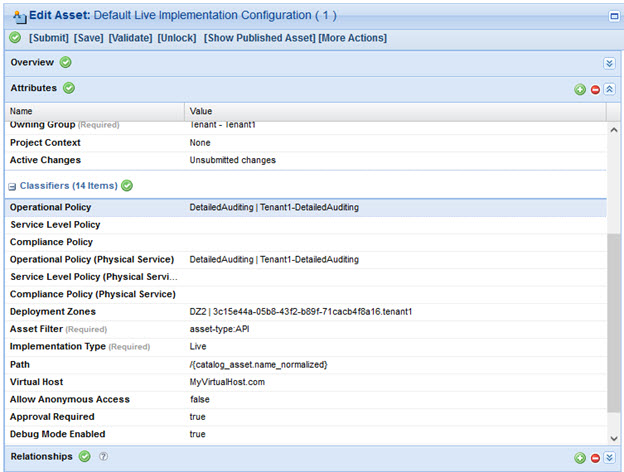 Edit Asset: Default Live Implementation Configuration ( 1 )
[Submit] [Save] [Validate] [Unlock] [Show Published Asset] [More Actions]
Overview
Attributes
Name Value
Owning Group (Required) Tenant - Tenant1
Project Context None
Active Changes Unsubmitted changes
Classifiers (14 Items)
Operational Policy DetailedAuditing | Tenant1-DetailedAuditing
Service Level Policy
Compliance Policy
Operational Policy (Physical Service) DetailedAuditing | Tenant1-DetailedAuditing
Service Level Policy (Physical Servi...
Compliance Policy (Physical Service)
Deployment Zones DZ2 | 3c15e44a-05b8-43f2-b89f-71cacb4f8a16.tenant1
Asset Filter (Required) asset-type:API
Implementation Type (Required) Live
Path /{catalog_asset.name_normalized}
Virtual Host MyVirtualHost.com
Allow Anonymous Access false
Approval Required true
Debug Mode Enabled true
Relationships ?